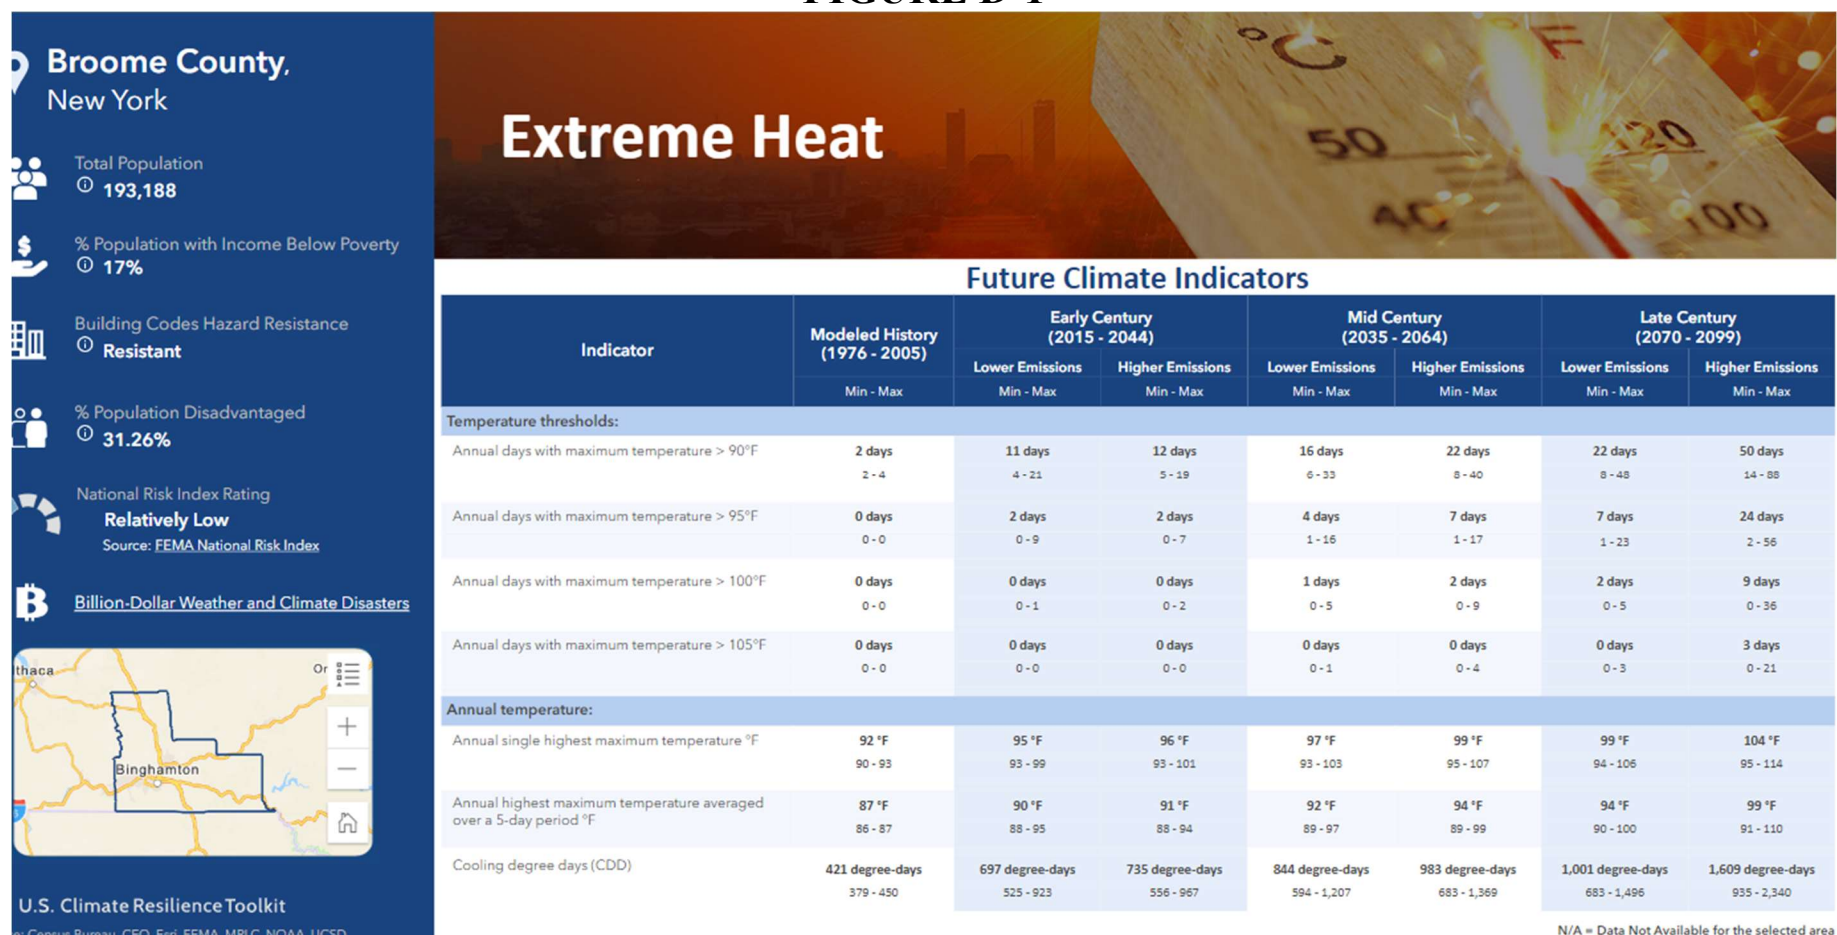 FIGURE D-1
Broome County,
New York
Total Population
193,188
% Population with Income Below Poverty
17%
Building Codes Hazard Resistance
Resistant
% Population Disadvantaged
31.26%
National Risk Index Rating
Relatively Low
Source: FEMA National Risk Index
Billion-Dollar Weather and Climate Disasters
thaca
Or
Binghamton
U.S. Climate Resilience Toolkit
Census Bureau, CEQ, Esri, FEMA, MRLC, NOAA, UCSD
Extreme Heat
°C °F
50 120
40 100
Future Climate Indicators
Indicator Modeled History (1976 - 2005) Early Century (2015 - 2044) Mid Century (2035 - 2064) Late Century (2070 - 2099)
Lower Emissions Higher Emissions Lower Emissions Higher Emissions Lower Emissions Higher Emissions
Min - Max Min - Max Min - Max Min - Max Min - Max Min - Max Min - Max
Temperature thresholds:
Annual days with maximum temperature > 90°F 2 days 11 days 12 days 16 days 22 days 22 days 50 days
2 - 4 4 - 21 5 - 19 6 - 33 8 - 40 8 - 48 14 - 88
Annual days with maximum temperature > 95°F 0 days 2 days 2 days 4 days 7 days 7 days 24 days
0 - 0 0 - 9 0 - 7 1 - 16 1 - 17 1 - 23 2 - 56
Annual days with maximum temperature > 100°F 0 days 0 days 0 days 1 days 2 days 2 days 9 days
0 - 0 0 - 1 0 - 2 0 - 5 0 - 9 0 - 5 0 - 36
Annual days with maximum temperature > 105°F 0 days 0 days 0 days 0 days 0 days 0 days 3 days
0 - 0 0 - 0 0 - 0 0 - 1 0 - 4 0 - 3 0 - 21
Annual temperature:
Annual single highest maximum temperature °F 92 °F 95 °F 96 °F 97 °F 99 °F 99 °F 104 °F
90 - 93 93 - 99 93 - 101 93 - 103 95 - 107 94 - 106 95 - 114
Annual highest maximum temperature averaged over a 5-day period °F 87 °F 90 °F 91 °F 92 °F 94 °F 94 °F 99 °F
86 - 87 88 - 95 88 - 94 89 - 97 89 - 99 90 - 100 91 - 110
Cooling degree days (CDD) 421 degree-days 697 degree-days 735 degree-days 844 degree-days 983 degree-days 1,001 degree-days 1,609 degree-days
379 - 450 525 - 923 556 - 967 594 - 1,207 683 - 1,369 683 - 1,496 935 - 2,340
N/A = Data Not Available for the selected area